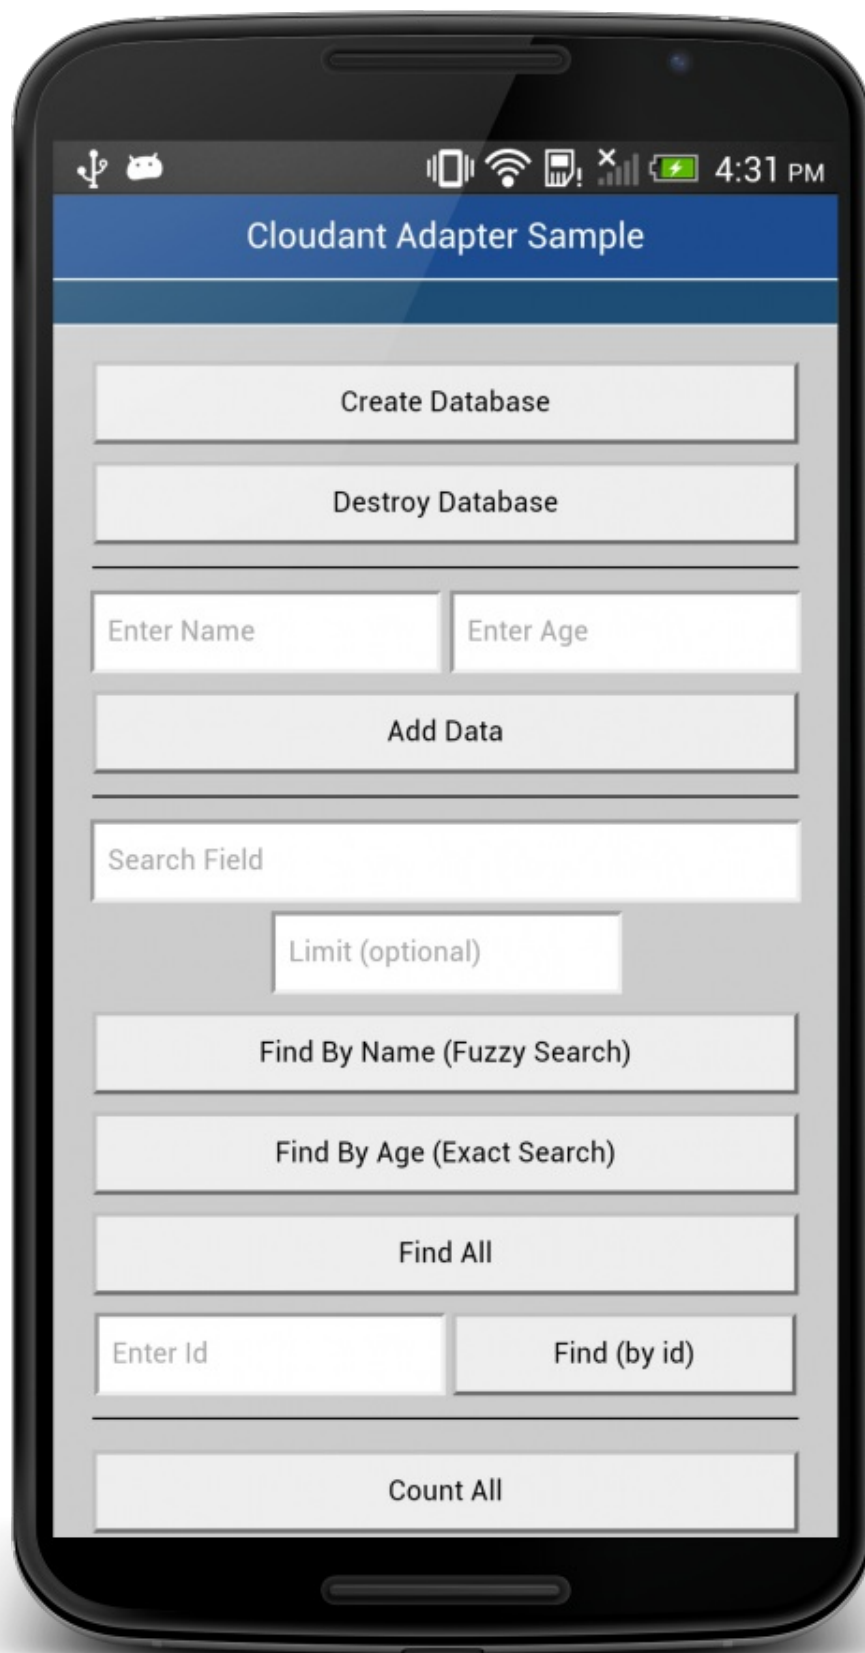 4:31 PM
Cloudant Adapter Sample
Create Database
Destroy Database
Enter Name Enter Age
Add Data
Search Field
Limit (optional)
Find By Name (Fuzzy Search)
Find By Age (Exact Search)
Find All
Enter Id Find (by id)
Count All